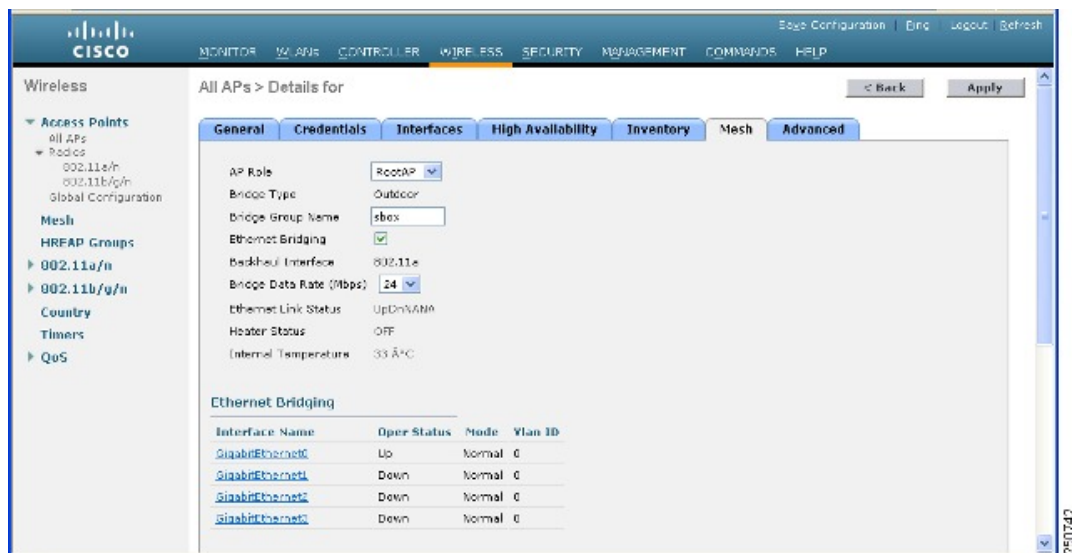 Save Configuration | Ping | Logout | Refresh
CISCO
MONITOR WLANs CONTROLLER WIRELESS SECURITY MANAGEMENT COMMANDS HELP
Wireless
All APs > Details for
< Back
Apply
Access Points
All APs
Radios
802.11a/n
802.11b/g/n
Global Configuration
Mesh
HREAP Groups
802.11a/n
802.11b/g/n
Country
Timers
QoS
General Credentials Interfaces High Availability Inventory Mesh Advanced
AP Role RootAP
Bridge Type Outdoor
Bridge Group Name sbox
Ethernet Bridging
Backhaul Interface 802.11a
Bridge Data Rate (Mbps) 24
Ethernet Link Status UpDnNANA
Heater Status OFF
Internal Temperature 33 Â°C
Ethernet Bridging
Interface Name Oper Status Mode Vlan ID
GigabitEthernet0 Up Normal 0
GigabitEthernet1 Down Normal 0
GigabitEthernet2 Down Normal 0
GigabitEthernet3 Down Normal 0
250742